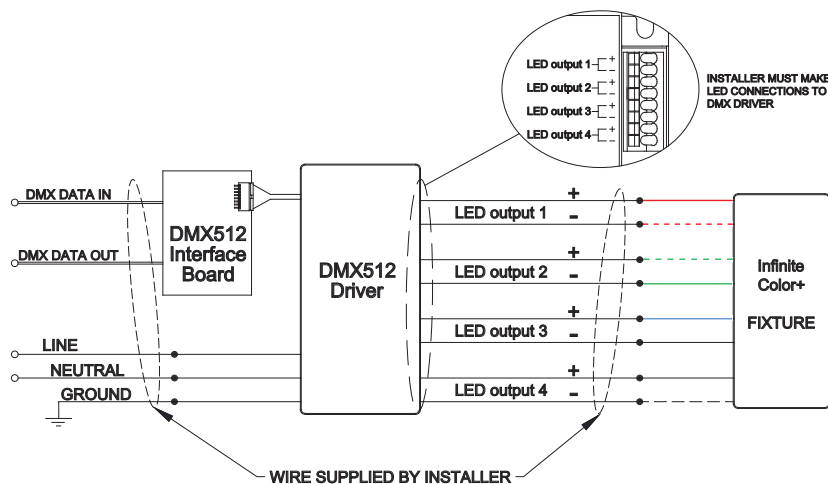 LED output 1 + –
LED output 2 + –
LED output 3 + –
LED output 4 + –
INSTALLER MUST MAKE
LED CONNECTIONS TO
DMX DRIVER
DMX DATA IN
DMX DATA OUT
DMX512
Interface
Board
DMX512
Driver
LINE
NEUTRAL
GROUND
+
LED output 1
-
+
LED output 2
-
+
LED output 3
-
+
LED output 4
-
Infinite
Color+
FIXTURE
WIRE SUPPLIED BY INSTALLER